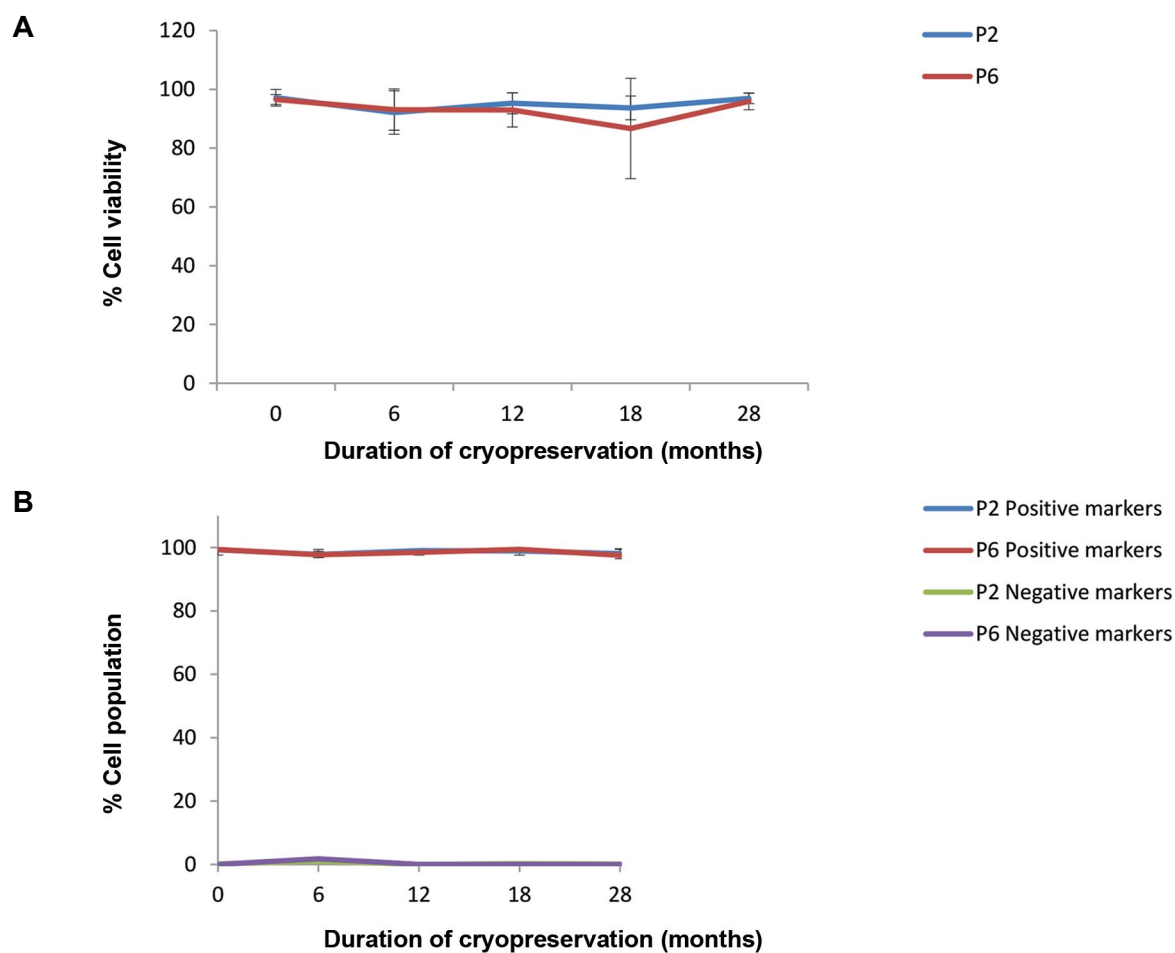 A
120
100
80
60
40
20
0
% Cell viability
0 6 12 18 28
Duration of cryopreservation (months)
P2
P6
B
100
80
60
40
20
0
% Cell population
0 6 12 18 28
Duration of cryopreservation (months)
P2 Positive markers
P6 Positive markers
P2 Negative markers
P6 Negative markers